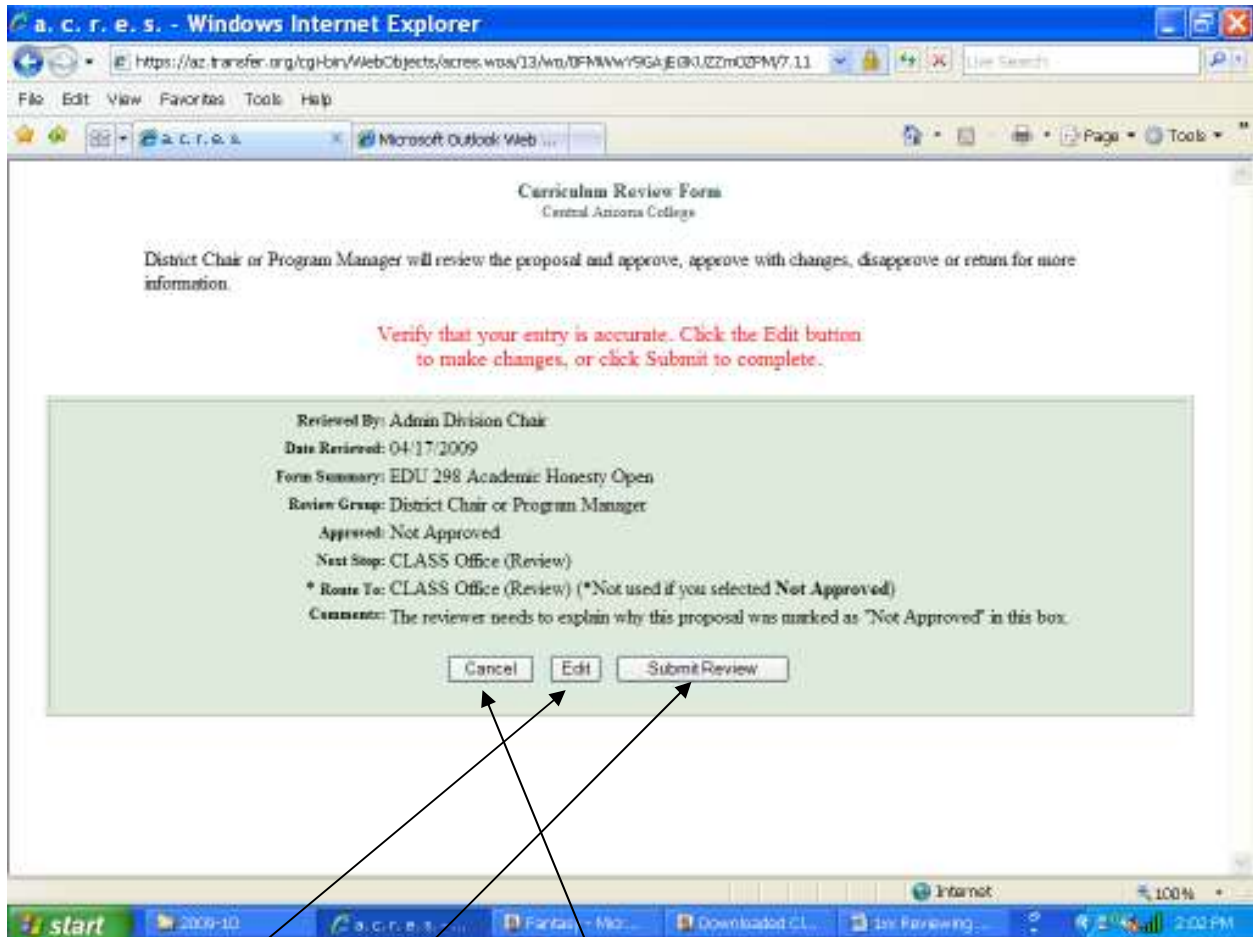 a. c. r. e. s. - Windows Internet Explorer
Live Search
File Edit View Favorites Tools Help
a. c. r. e. s. Microsoft Outlook Web ... Page Tools
Curriculum Review Form
Central Arizona College
District Chair or Program Manager will review the proposal and approve, approve with changes, disapprove or return for more
information.
Verify that your entry is accurate. Click the Edit button
to make changes, or click Submit to complete.
Reviewed By: Admin Division Chair
Date Reviewed: 04/17/2009
Form Summary: EDU 298 Academic Honesty Open
Review Group: District Chair or Program Manager
Approved: Not Approved
Next Stop: CLASS Office (Review)
* Route To: CLASS Office (Review) (*Not used if you selected Not Approved)
Comments: The reviewer needs to explain why this proposal was marked as "Not Approved" in this box.
Cancel Edit Submit Review
Internet 100%
start 2009-10 a. c. r. e. s. Downloaded CL... Reviewing... 2:02 PM